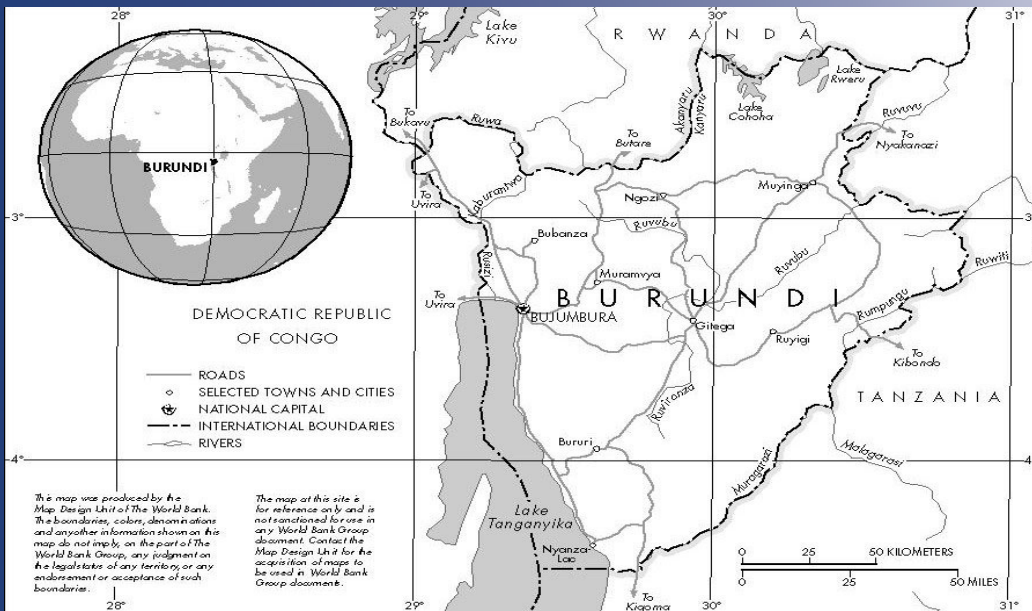 28°
29°
30°
31°
Lake
Kivu
RWANDA
Lake
Rweru
Lake
Cohoha
Akanyaru
Kanyaru
Ruvuvu
To
Bukavu
Ruwa
To
Butare
To
Nyakanazi
BURUNDI
To
Uvira
Kaburantwa
Ngozi
Muyinga
3°
Bubanza
Ruvubu
Ruvubu
Ruwiti
Rusizi
Muramvya
To
Uvira
BURUNDI
Rumpungu
BUJUMBURA
Gitega
Ruyigi
To
Kibondo
DEMOCRATIC REPUBLIC
OF CONGO
TANZANIA
ROADS
SELECTED TOWNS AND CITIES
NATIONAL CAPITAL
INTERNATIONAL BOUNDARIES
RIVERS
Ruviranza
Bururi
Malagarasi
Muragarazi
4°
4
This map was produced by the
Map Design Unit of The World Bank.
The boundaries, colors, denominations
and any other information shown on this
map do not imply, on the part of The
World Bank Group, any judgment on
the legal status of any territory, or any
endorsement or acceptance of such
boundaries.
The map at this site is
for reference only and is
not sanctioned for use in
any World Bank Group
document. Contact the
Map Design Unit for the
acquisition of maps to
be used in World Bank
Group documents.
Lake
Tanganyika
Nyanza-
Lac
To
Kigoma
0 25 50 KILOMETERS
0 25 50 MILES
28°
29°
30°
31°